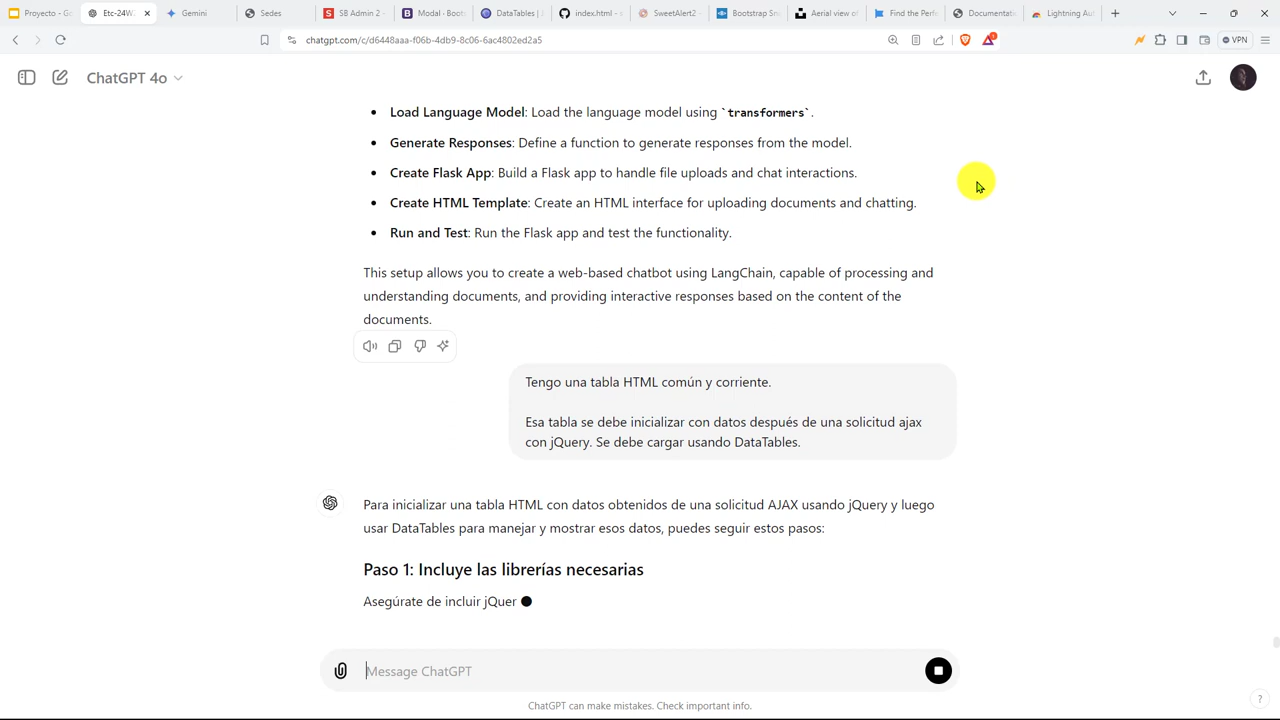 Proyecto - G
Etc-24W
Gemini
Sedes
SB Admin 2 -
Modal · Boots
DataTables | J
index.html - x
SweetAlert2 -
Bootstrap Sni
Aerial view of
Find the Perf
Documentati
Lightning Aut
chatgpt.com/c/d6448aaa-f06b-4db9-8c06-6ac4802ed2a5
VPN
ChatGPT 4o
• Load Language Model: Load the language model using `transformers`.
• Generate Responses: Define a function to generate responses from the model.
• Create Flask App: Build a Flask app to handle file uploads and chat interactions.
• Create HTML Template: Create an HTML interface for uploading documents and chatting.
• Run and Test: Run the Flask app and test the functionality.
This setup allows you to create a web-based chatbot using LangChain, capable of processing and
understanding documents, and providing interactive responses based on the content of the
documents.
Tengo una tabla HTML común y corriente.
Esa tabla se debe inicializar con datos después de una solicitud ajax
con jQuery. Se debe cargar usando DataTables.
Para inicializar una tabla HTML con datos obtenidos de una solicitud AJAX usando jQuery y luego
usar DataTables para manejar y mostrar esos datos, puedes seguir estos pasos:
Paso 1: Incluye las librerías necesarias
Asegúrate de incluir jQuer
Message ChatGPT
ChatGPT can make mistakes. Check important info.
?